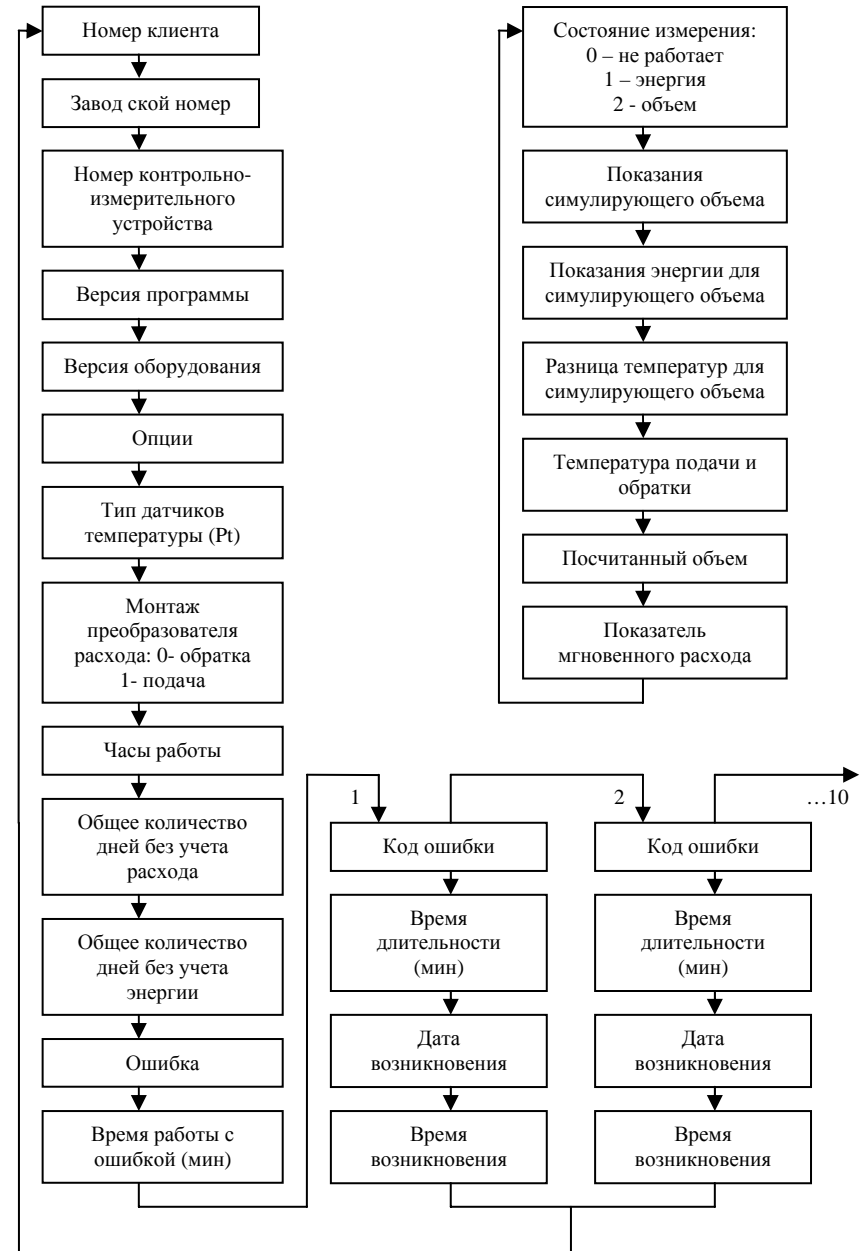 Номер клиента
Завод ской номер
Номер контрольно-
измерительного
устройства
Версия программы
Версия оборудования
Опции
Тип датчиков
температуры (Pt)
Монтаж
преобразователя
расхода: 0- обратка
1- подача
Часы работы
Общее количество
дней без учета
расхода
Общее количество
дней без учета
энергии
Ошибка
Время работы с
ошибкой (мин)
Состояние измерения:
0 – не работает
1 – энергия
2 - объем
Показания
симулирующего объема
Показания энергии для
симулирующего объема
Разница температур для
симулирующего объема
Температура подачи и
обратки
Посчитанный объем
Показатель
мгновенного расхода
1
Код ошибки
Время
длительности
(мин)
Дата
возникновения
Время
возникновения
2
Код ошибки
Время
длительности
(мин)
Дата
возникновения
Время
возникновения
…10